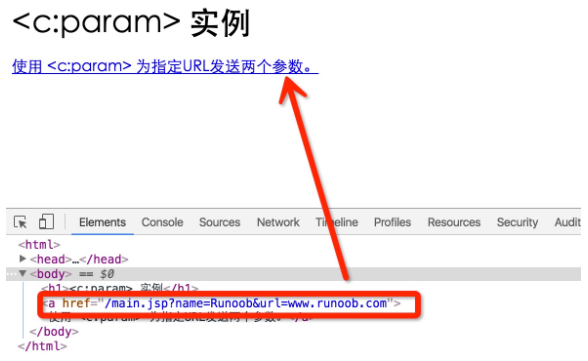 <c:param> 实例
使用 <c:param> 为指定URL发送两个参数。
Elements Console Sources Network Timeline Profiles Resources Security Audit
<html>
▶<head>…</head>
…▼<body> == $0
<h1><c:param> 实例</h1>
<a href="/main.jsp?name=Runoob&url=www.runoob.com">
使用 <c:param> 为指定URL发送两个参数。</a>
</body>
</html>